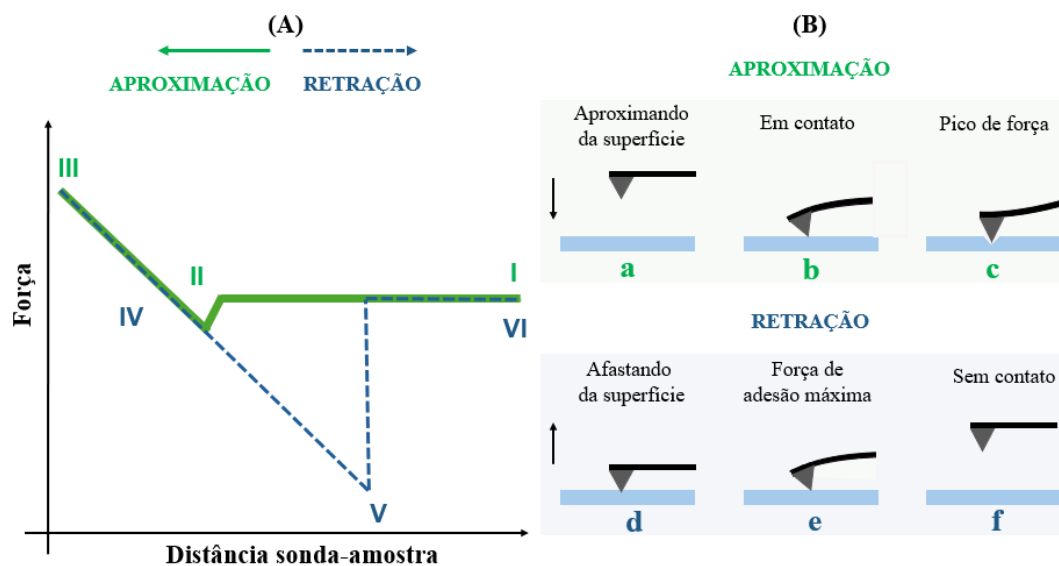 (A)
APROXIMAÇÃO
RETRAÇÃO
Força
III
II
I
IV
VI
V
Distância sonda-amostra
(B)
APROXIMAÇÃO
Aproximando
da superfície
Em contato
Pico de força
a
b
c
RETRAÇÃO
Afastando
da superfície
Força de
adesão máxima
Sem contato
d
e
f